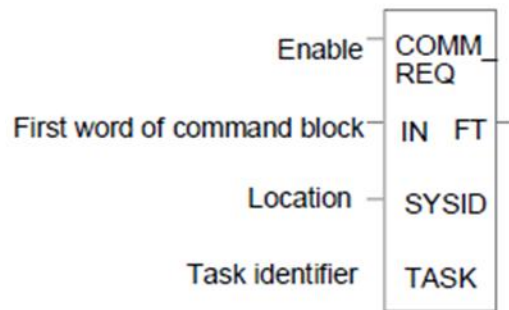 Enable COMM_
REQ
First word of command block IN FT
Location SYSID
Task identifier TASK